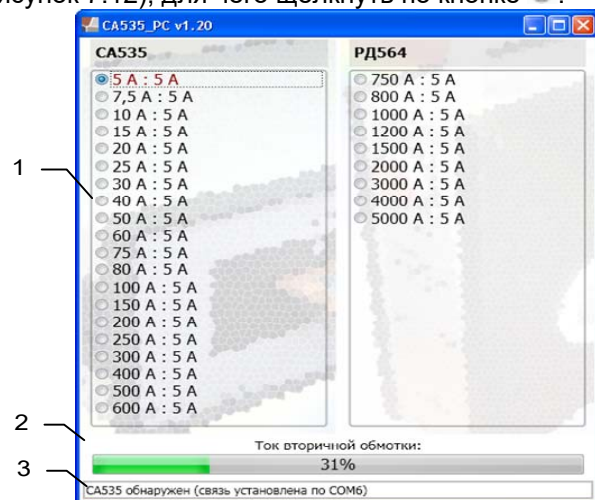 исунок 7.12), для чего щелкнуть по кнопке
CA535_PC v1.20
СА535
РД564
5 А : 5 А
7,5 А : 5 А
10 А : 5 А
15 А : 5 А
20 А : 5 А
25 А : 5 А
30 А : 5 А
40 А : 5 А
50 А : 5 А
60 А : 5 А
75 А : 5 А
80 А : 5 А
100 А : 5 А
150 А : 5 А
200 А : 5 А
250 А : 5 А
300 А : 5 А
400 А : 5 А
500 А : 5 А
600 А : 5 А
750 А : 5 А
800 А : 5 А
1000 А : 5 А
1200 А : 5 А
1500 А : 5 А
2000 А : 5 А
3000 А : 5 А
4000 А : 5 А
5000 А : 5 А
1
2
3
Ток вторичной обмотки:
31%
СА535 обнаружен (связь установлена по COM6)